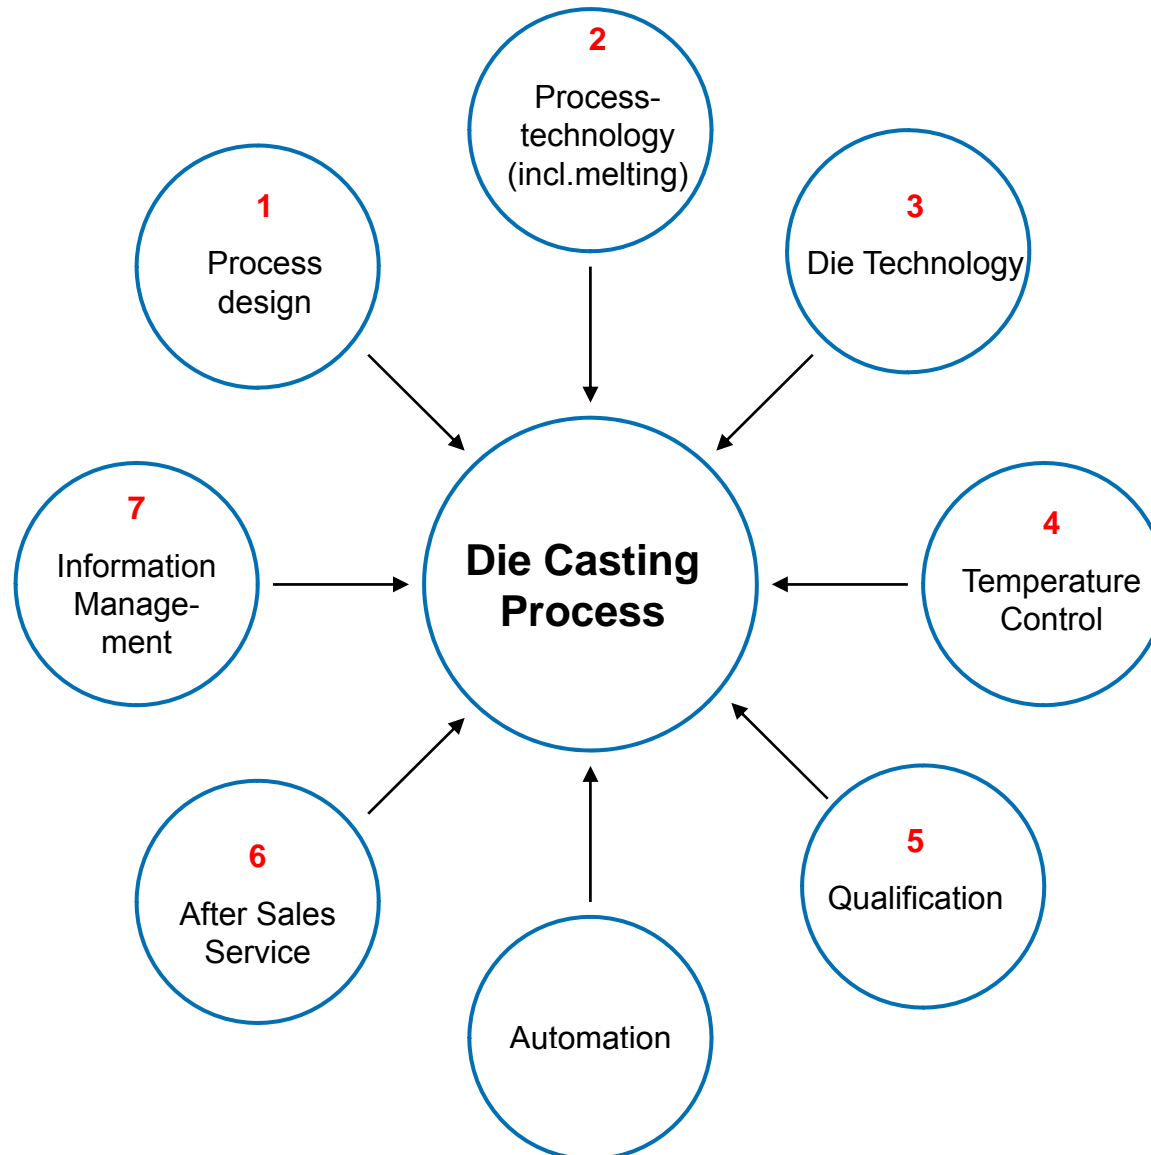 1
Process
design
2
Process-
technology
(incl.melting)
3
Die Technology
4
Temperature
Control
5
Qualification
Automation
6
After Sales
Service
7
Information
Manage-
ment
Die Casting
Process